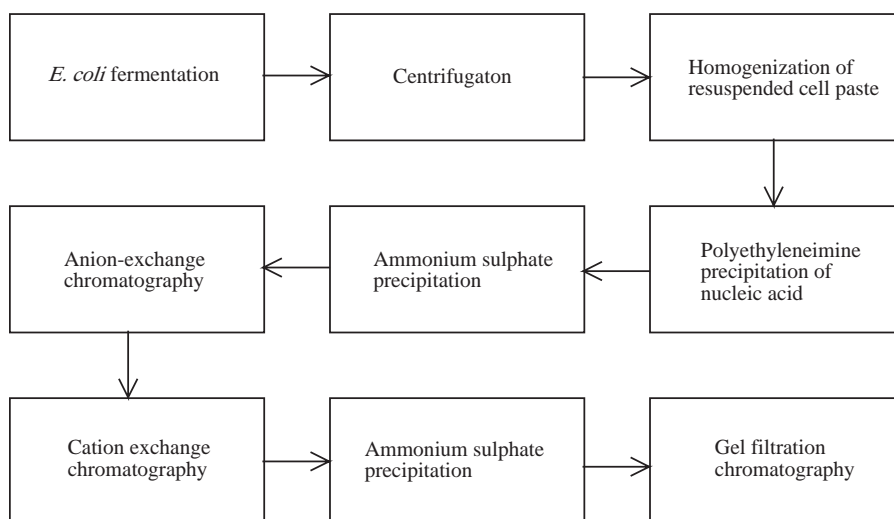 E. coli fermentation
Centrifugaton
Homogenization of
resuspended cell paste
Polyethyleneimine
precipitation of
nucleic acid
Ammonium sulphate
precipitation
Anion-exchange
chromatography
Cation exchange
chromatography
Ammonium sulphate
precipitation
Gel filtration
chromatography